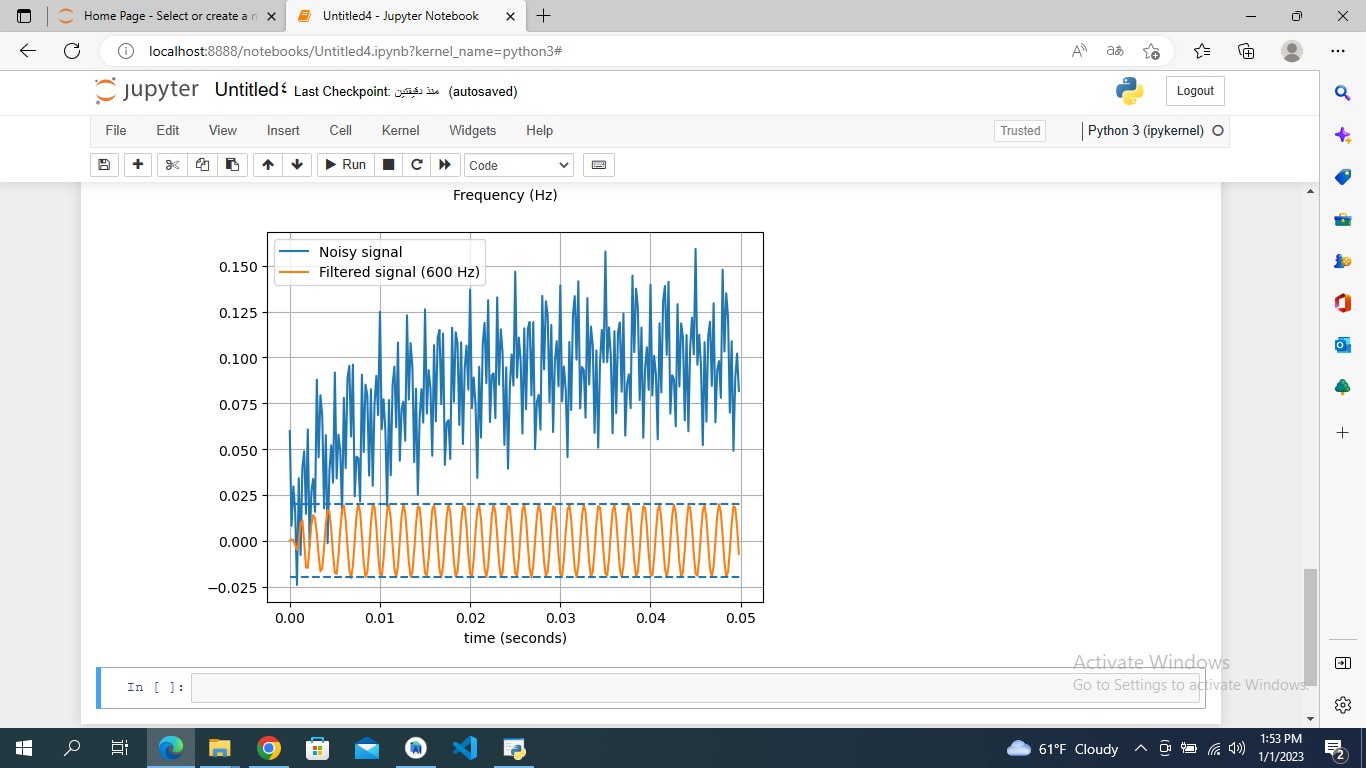 Home Page - Select or create a n
Untitled4 - Jupyter Notebook
localhost:8888/notebooks/Untitled4.ipynb?kernel_name=python3#
jupyter Untitled٤ Last Checkpoint: منذ دقيقتين (autosaved)
Logout
File Edit View Insert Cell Kernel Widgets Help
Trusted
Python 3 (ipykernel)
Run
Code
Frequency (Hz)
Noisy signal
Filtered signal (600 Hz)
0.150
0.125
0.100
0.075
0.050
0.025
0.000
−0.025
0.00 0.01 0.02 0.03 0.04 0.05
time (seconds)
In [ ]:
Activate Windows
Go to Settings to activate Windows.
61°F Cloudy
1:53 PM
1/1/2023
2